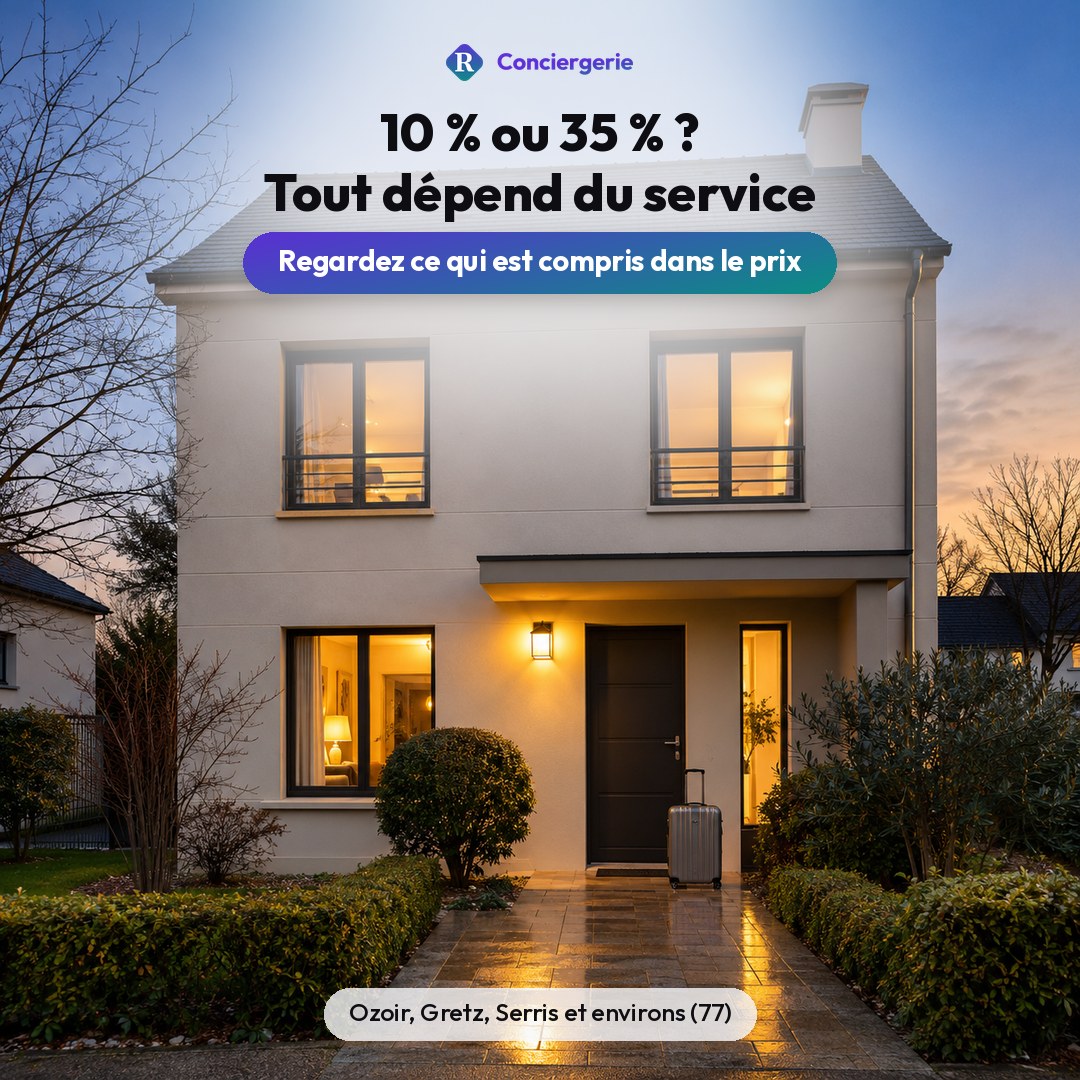 R Conciergerie
10 % ou 35 % ?
Tout dépend du service
Regardez ce qui est compris dans le prix
Ozoir, Gretz, Serris et environs (77)